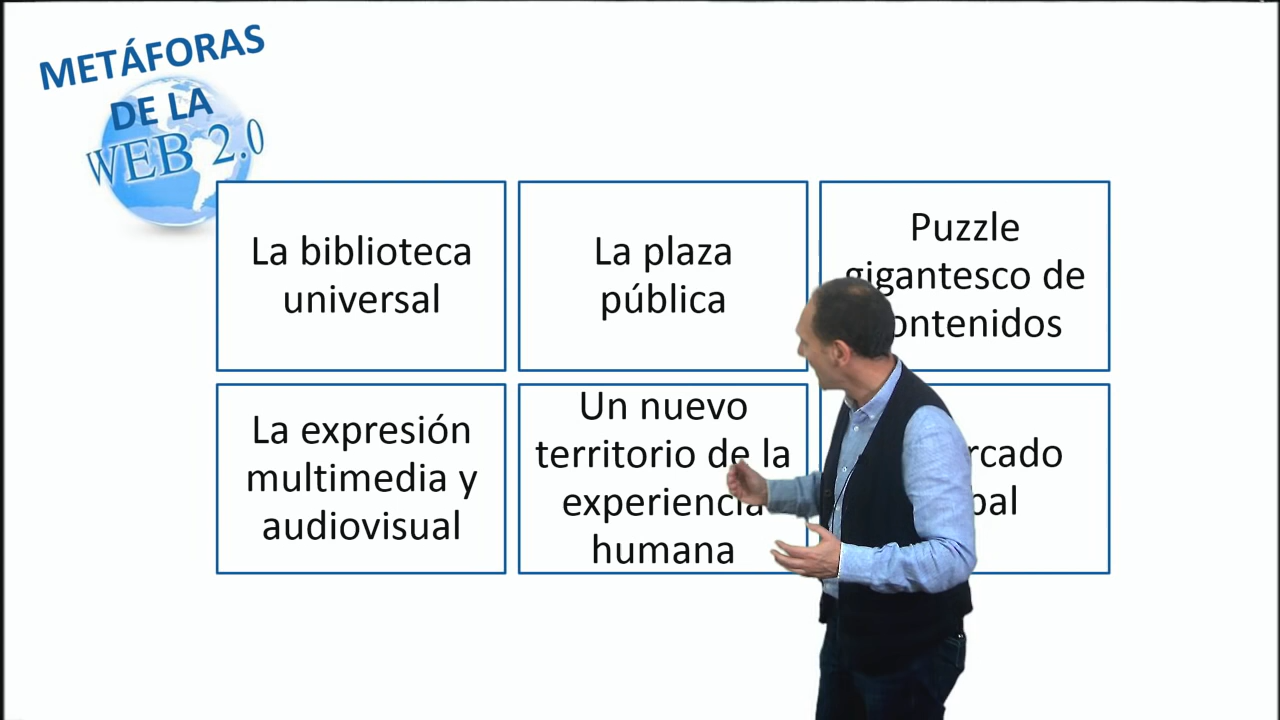 METÁFORAS
DE LA
WEB 2.0
La biblioteca
universal
La plaza
pública
Puzzle
gigantesco de
La expresión
multimedia y
audiovisual
Un nuevo
territorio de la
experiencia
humana